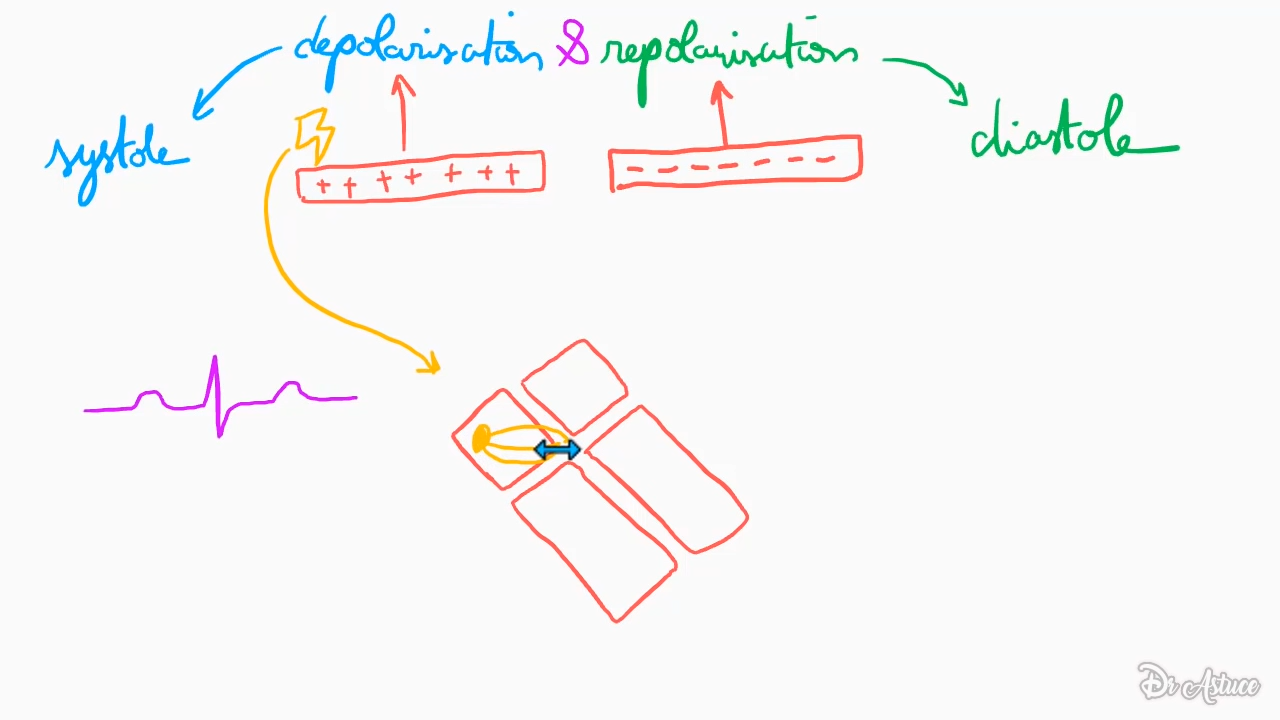 depolarisation & repolarisation
systole
diastole
+ + + + + + +
- - - - - - -
Dr Astuce